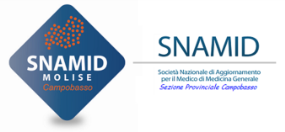 SNAMID
MOLISE
Campobasso
SNAMID
Società Nazionale di Aggiornamento
per il Medico di Medicina Generale
Sezione Provinciale Campobasso